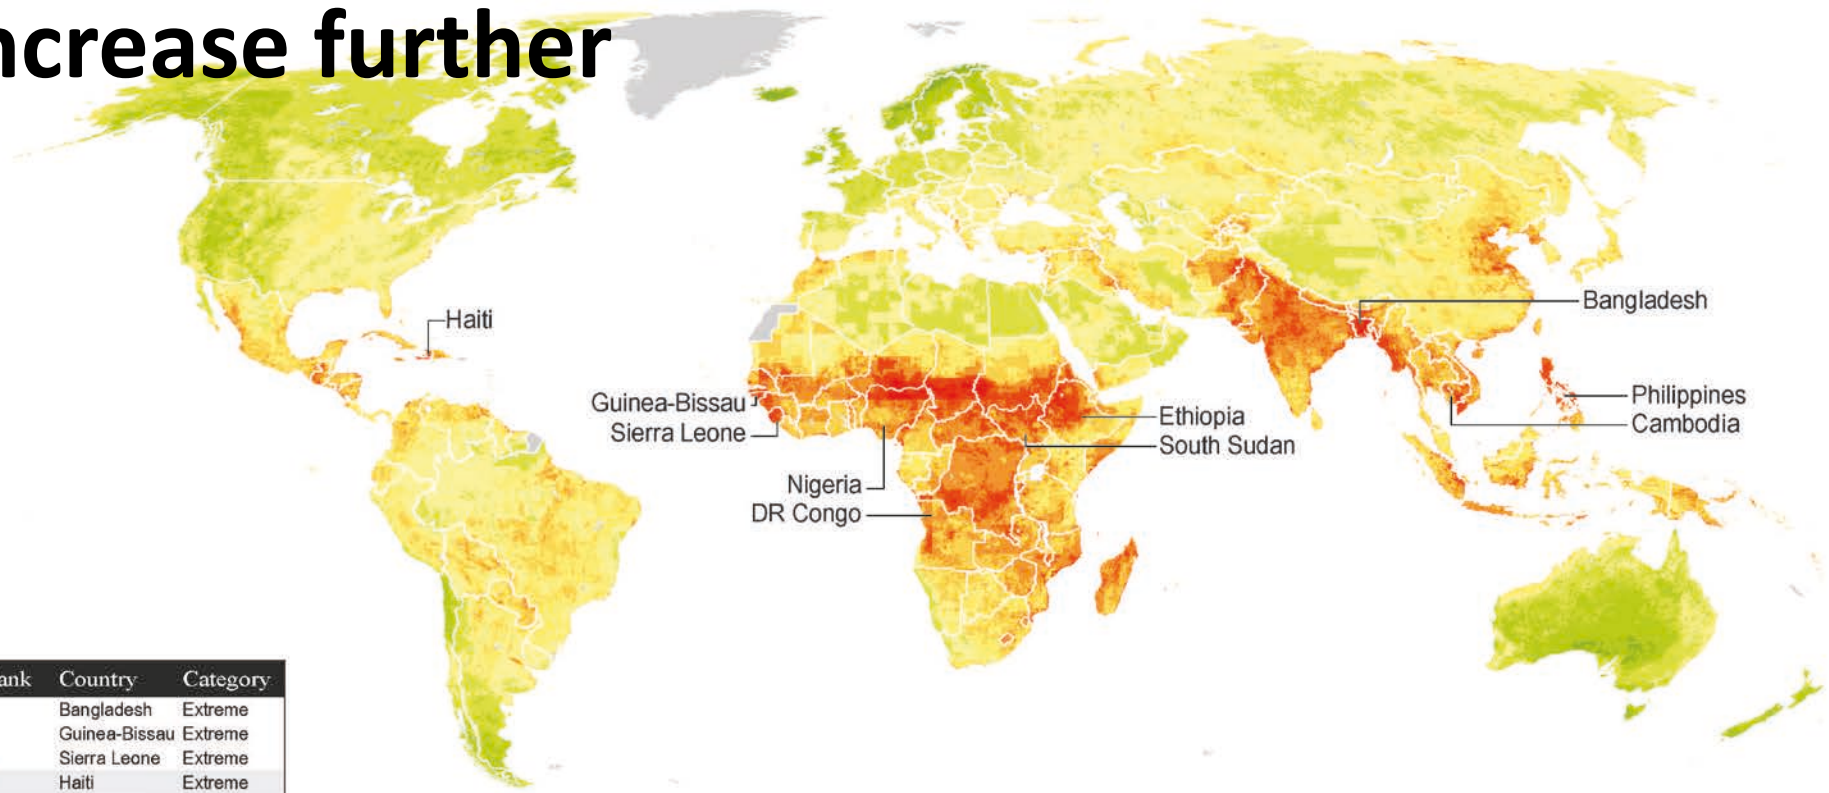 ncrease further
Haiti
Bangladesh
Guinea-Bissau
Sierra Leone
Philippines
Cambodia
Ethiopia
South Sudan
Nigeria
DR Congo
ank Country Category
Bangladesh Extreme
Guinea-Bissau Extreme
Sierra Leone Extreme
Haiti Extreme